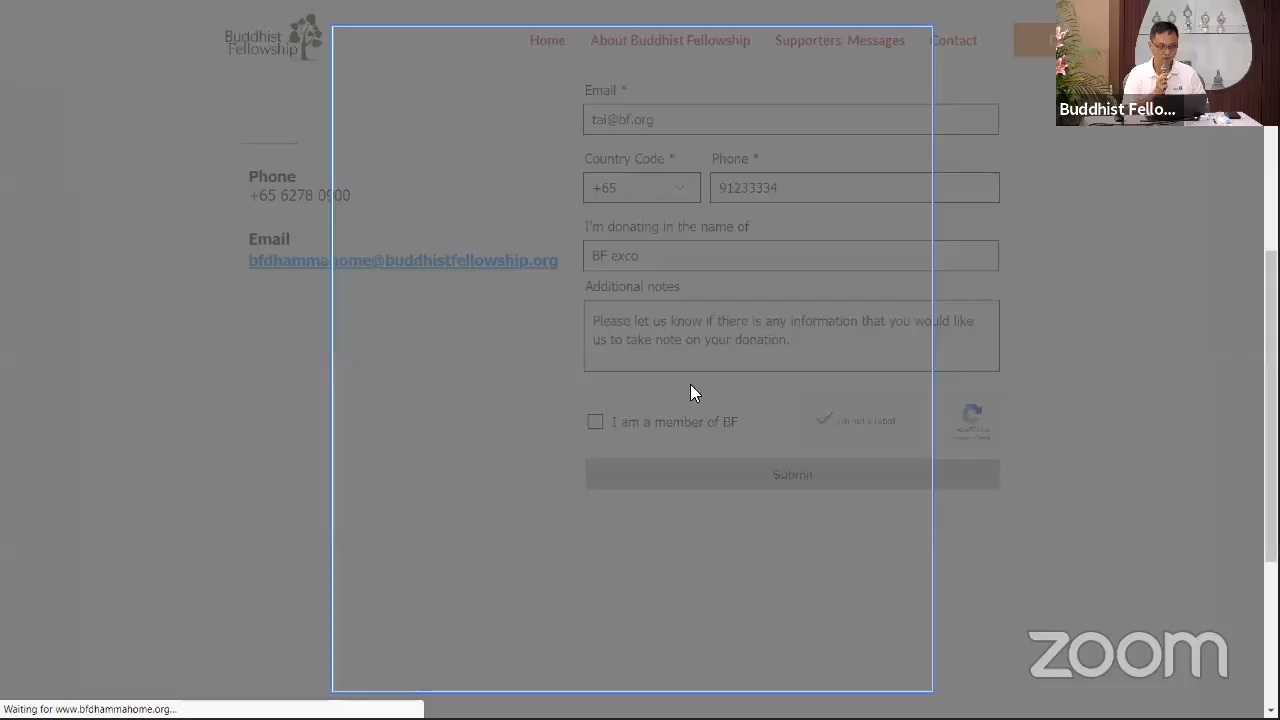 Buddhist
Fellowship
Home
About Buddhist Fellowship
Supporters' Messages
Contact
Buddhist Fello...
Email *
tai@bf.org
Country Code *
Phone *
+65
91233334
Phone
+65 6278 0900
I'm donating in the name of
Email
BF exco
bfdhammahome@buddhistfellowship.org
Additional notes
Please let us know if there is any information that you would like
us to take note on your donation.
I am a member of BF
I'm not a robot
Submit
zoom
Waiting for www.bfdhammahome.org...